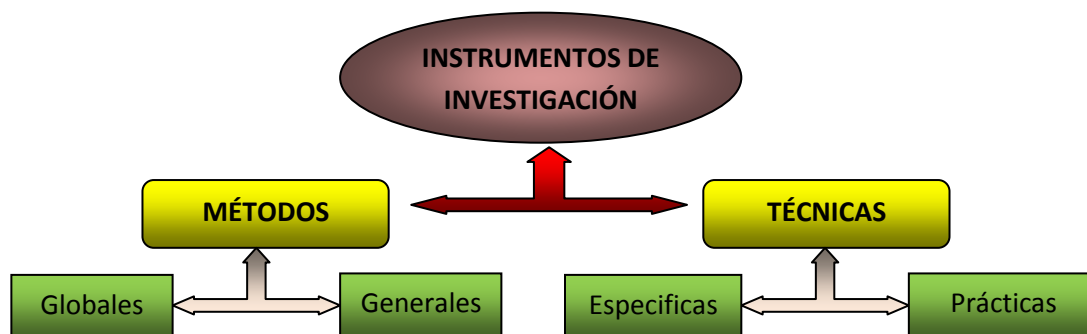 INSTRUMENTOS DE
INVESTIGACIÓN
MÉTODOS
TÉCNICAS
Globales
Generales
Especificas
Prácticas